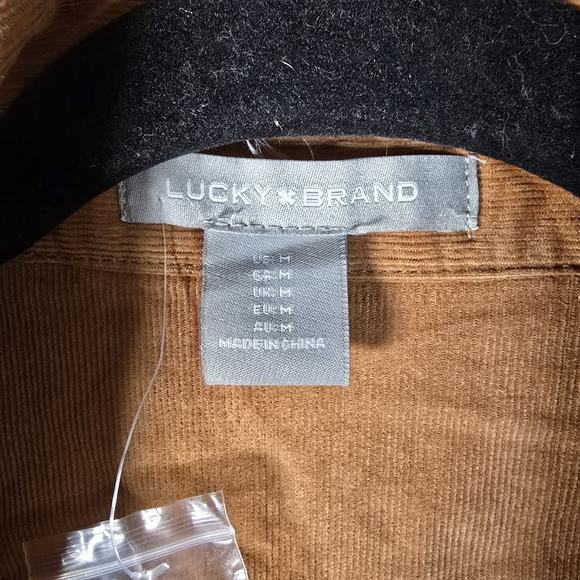 LUCKY BRAND
US: M
CA: M
UK: M
EU: M
AU: M
MADE IN CHINA